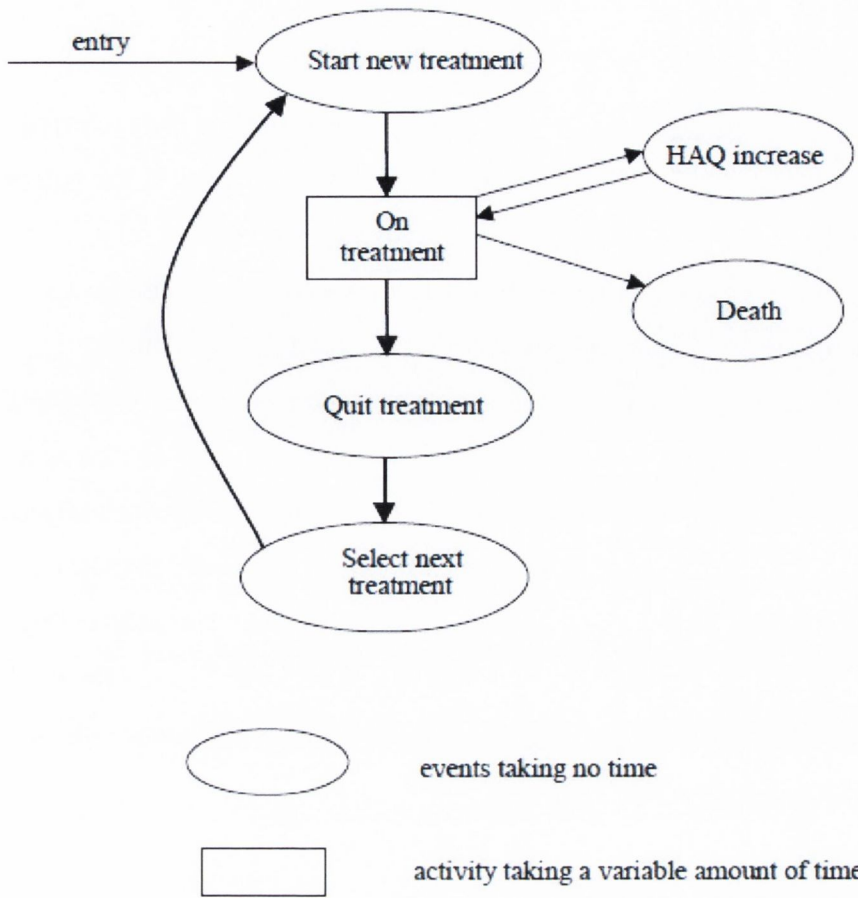 entry
Start new treatment
HAQ increase
On
treatment
Death
Quit treatment
Select next
treatment
events taking no time
activity taking a variable amount of time